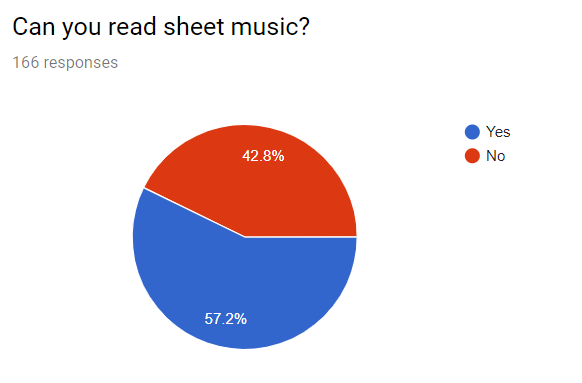 Can you read sheet music?
166 responses
Yes
No
42.8%
57.2%